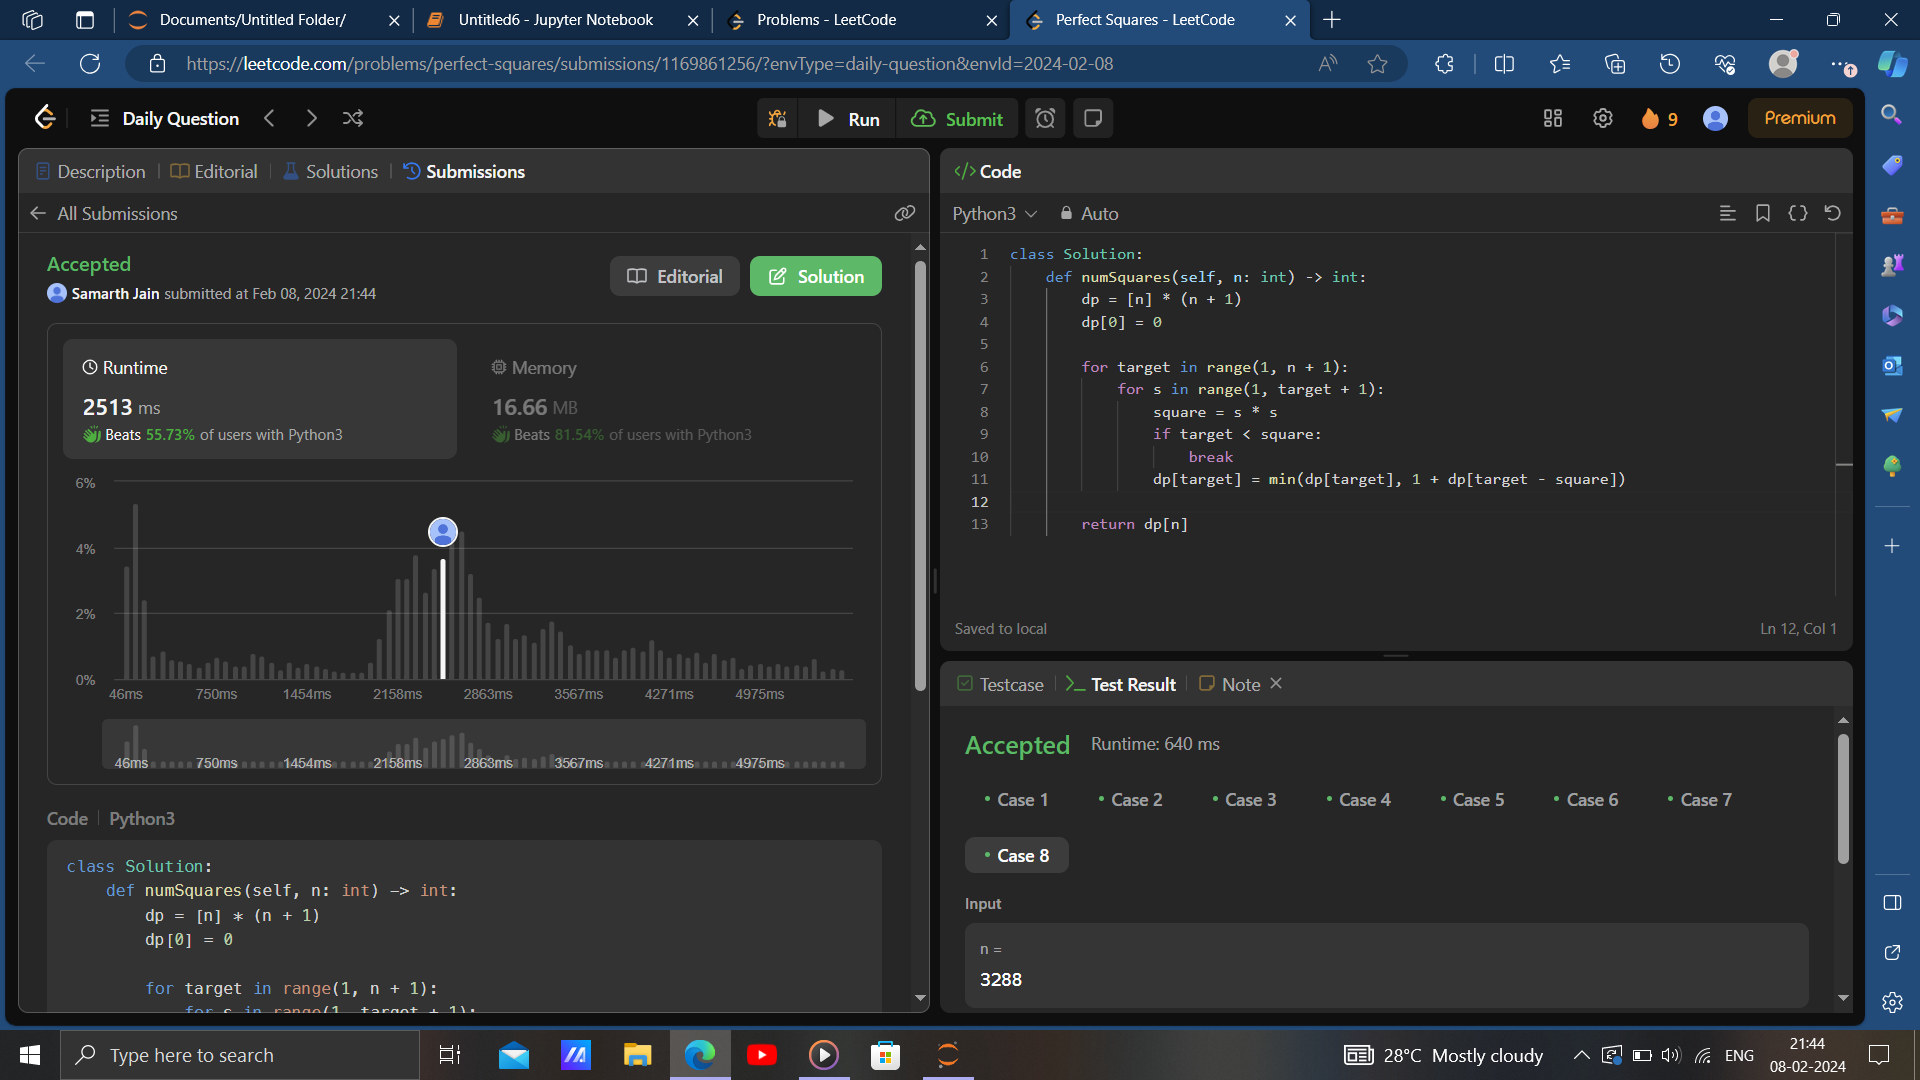 Documents/Untitled Folder/
Untitled6 - Jupyter Notebook
Problems - LeetCode
Perfect Squares - LeetCode
https://leetcode.com/problems/perfect-squares/submissions/1169861256/?envType=daily-question&envId=2024-02-08
Daily Question
Run
Submit
9
Premium
Description
Editorial
Solutions
Submissions
All Submissions
Accepted
Samarth Jain submitted at Feb 08, 2024 21:44
Editorial
Solution
Runtime
2513 ms
Beats 55.73% of users with Python3
Memory
16.66 MB
Beats 81.54% of users with Python3
6%
4%
2%
0%
46ms 750ms 1454ms 2158ms 2863ms 3567ms 4271ms 4975ms
46ms 750ms 1454ms 2158ms 2863ms 3567ms 4271ms 4975ms
Code Python3
class Solution:
    def numSquares(self, n: int) -> int:
        dp = [n] * (n + 1)
        dp[0] = 0
        for target in range(1, n + 1):
            for s in range(1, target + 1):
</> Code
Python3
Auto
1 class Solution:
2     def numSquares(self, n: int) -> int:
3         dp = [n] * (n + 1)
4         dp[0] = 0
5
6         for target in range(1, n + 1):
7             for s in range(1, target + 1):
8                 square = s * s
9                 if target < square:
10                     break
11                 dp[target] = min(dp[target], 1 + dp[target - square])
12
13         return dp[n]
Saved to local
Ln 12, Col 1
Testcase
Test Result
Note
Accepted Runtime: 640 ms
Case 1 Case 2 Case 3 Case 4 Case 5 Case 6 Case 7
Case 8
Input
n =
3288
Type here to search
28°C Mostly cloudy
ENG
21:44
08-02-2024